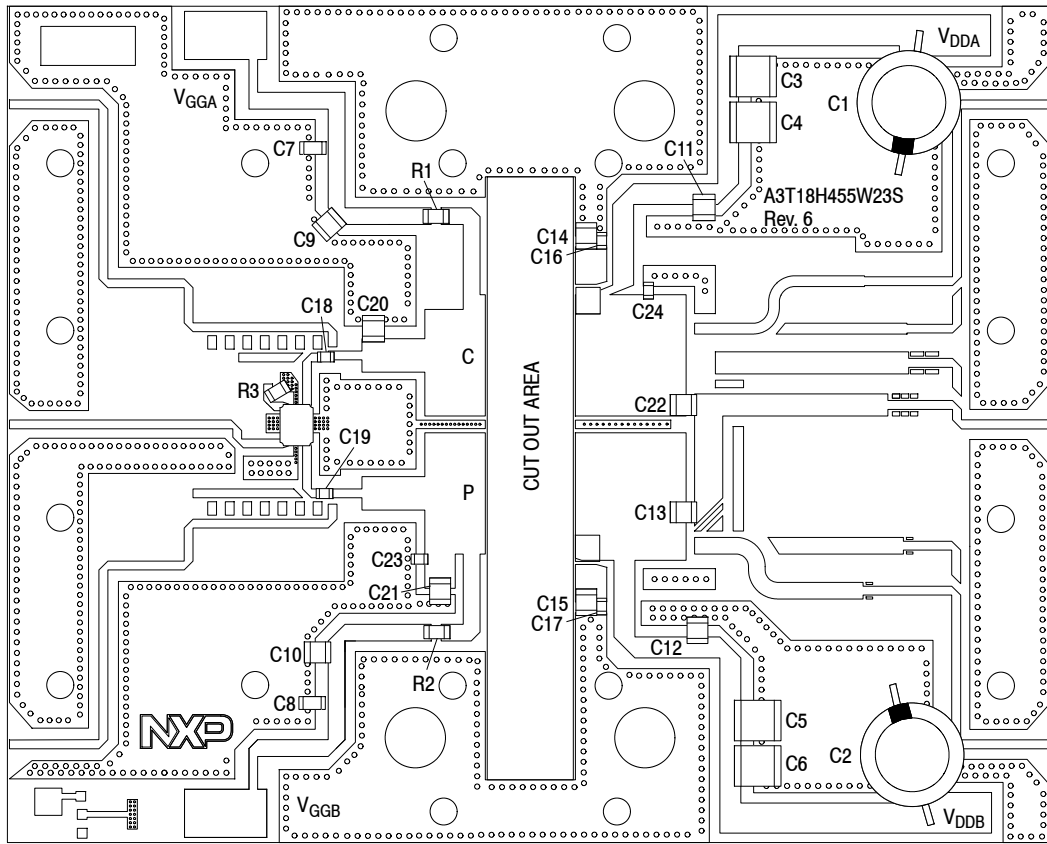 VDDA
C3
C1
VGGA
C4
C7
C11
R1
A3T18H455W23S
Rev. 6
C9
C14
C16
C20
C24
C18
C
R3
C22
CUT OUT AREA
C19
P
C13
C23
C21
C15
C17
C10
C12
R2
C8
C5
NXP
C6
C2
VGGB
VDDB